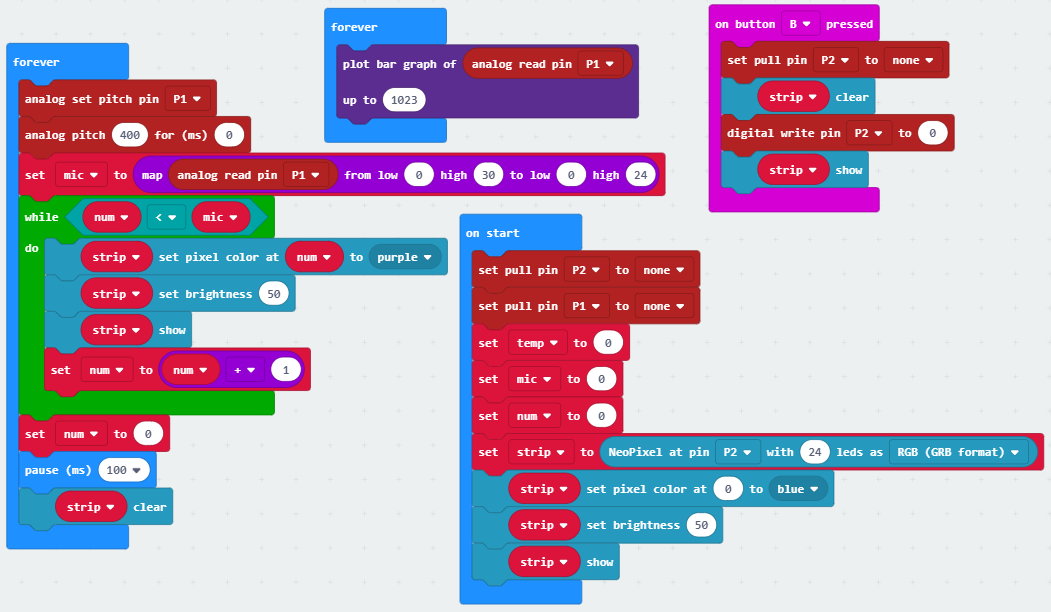 forever
analog set pitch pin P1
analog pitch 400 for (ms) 0
set mic to map analog read pin P1 from low 0 high 30 to low 0 high 24
while num < mic
do
strip set pixel color at num to purple
strip set brightness 50
strip show
set num to num + 1
set num to 0
pause (ms) 100
strip clear
forever
plot bar graph of analog read pin P1
up to 1023
on button B pressed
set pull pin P2 to none
strip clear
digital write pin P2 to 0
strip show
on start
set pull pin P2 to none
set pull pin P1 to none
set temp to 0
set mic to 0
set num to 0
set strip to NeoPixel at pin P2 with 24 leds as RGB (GRB format)
strip set pixel color at 0 to blue
strip set brightness 50
strip show